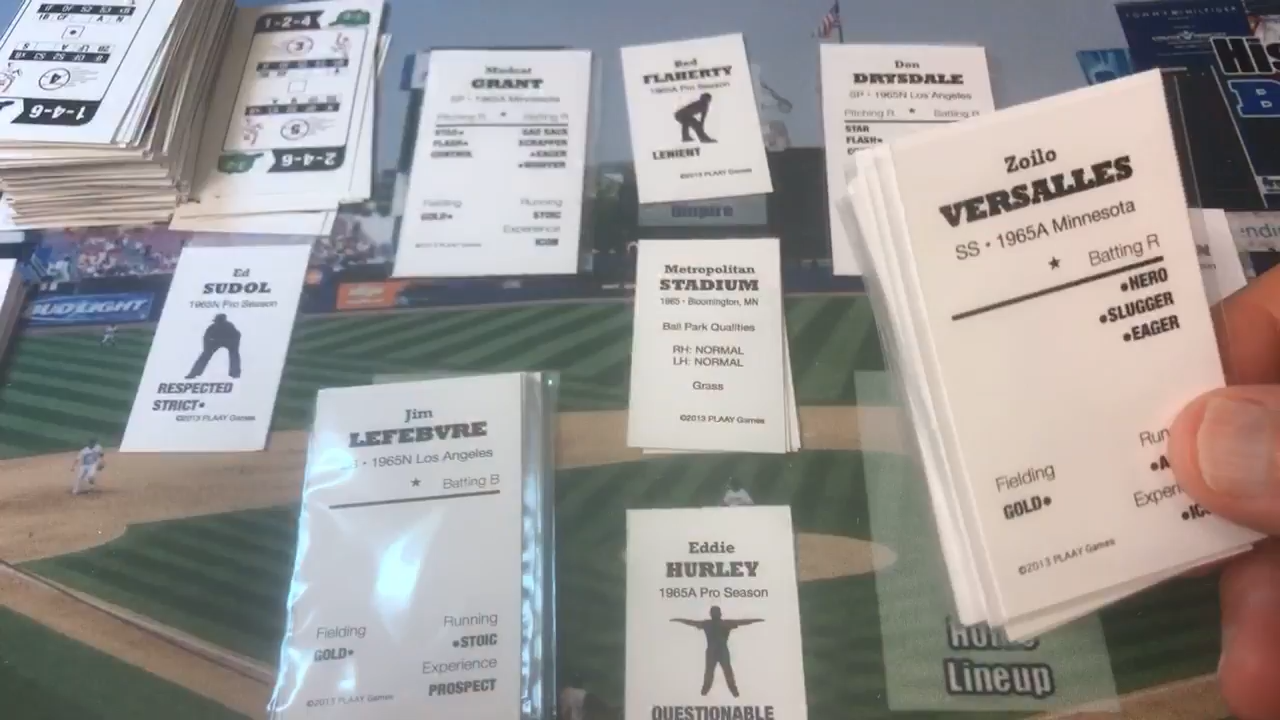 1-4-6
1-2-4
2-4-6
Mudcat
GRANT
SP • 1965A Minnesota
Pitching R
Batting R
STAR
FLASH
CONTROL
SAD SACK
SCRAPPER
EAGER
WHIFFER
Fielding
GOLD•
Running
STOIC
Experience
ICON
©2013 PLAAY Games
Red
FLAHERTY
1965A Pro Season
LENIENT
©2013 PLAAY Games
Umpire
Don
DRYSDALE
SP • 1965N Los Angeles
Pitching R
Batting R
STAR
FLASH•
Zoilo
VERSALLES
SS • 1965A Minnesota
Batting R
•HERO
•SLUGGER
•EAGER
Fielding
GOLD•
©2013 PLAAY Games
BUD LIGHT
Ed
SUDOL
1965N Pro Season
RESPECTED
STRICT•
©2013 PLAAY Games
Metropolitan
STADIUM
1965 • Bloomington, MN
Ball Park Qualities
RH: NORMAL
LH: NORMAL
Grass
©2013 PLAAY Games
Jim
LEFEBVRE
• 1965N Los Angeles
Batting B
Fielding
GOLD•
Running
•STOIC
Experience
PROSPECT
©2013 PLAAY Games
Eddie
HURLEY
1965A Pro Season
QUESTIONABLE
Lineup